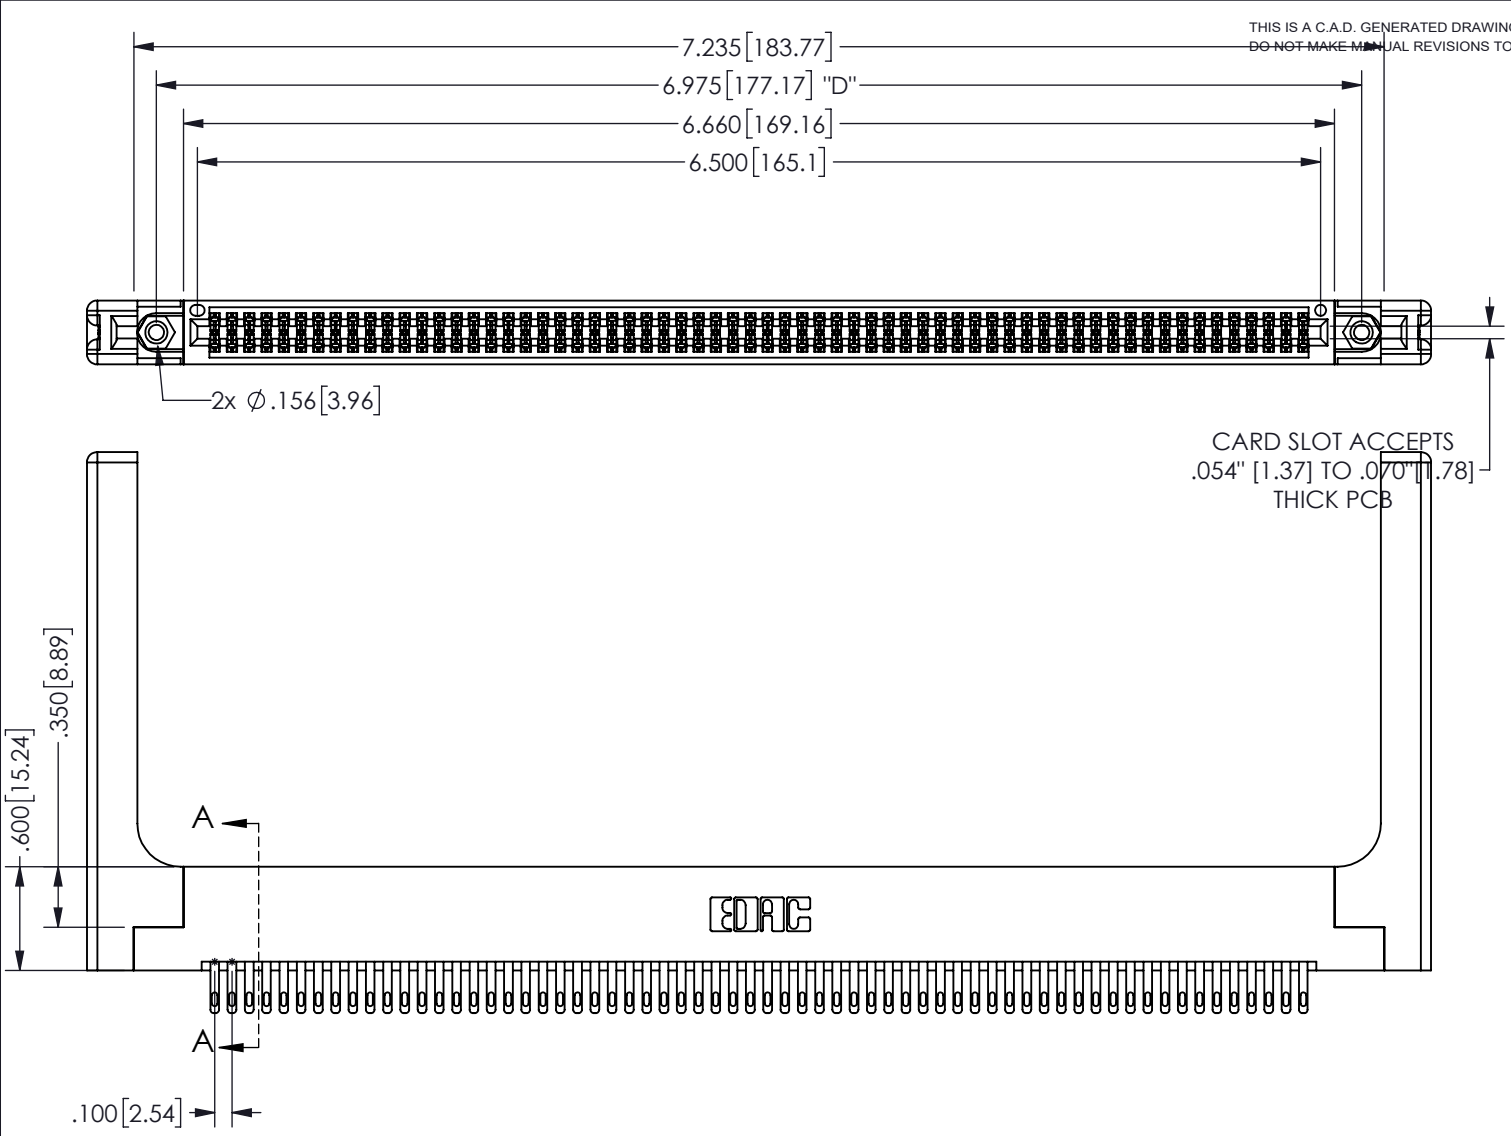 THIS IS A C.A.D. GENERATED DRAWING
DO NOT MAKE MANUAL REVISIONS TO
7.235[183.77]
6.975[177.17] "D"
6.660[169.16]
6.500[165.1]
2x ∅.156[3.96]
CARD SLOT ACCEPTS
.054" [1.37] TO .070"[1.78]
THICK PCB
.350[8.89]
.600[15.24]
A
EDAC
A
.100[2.54]